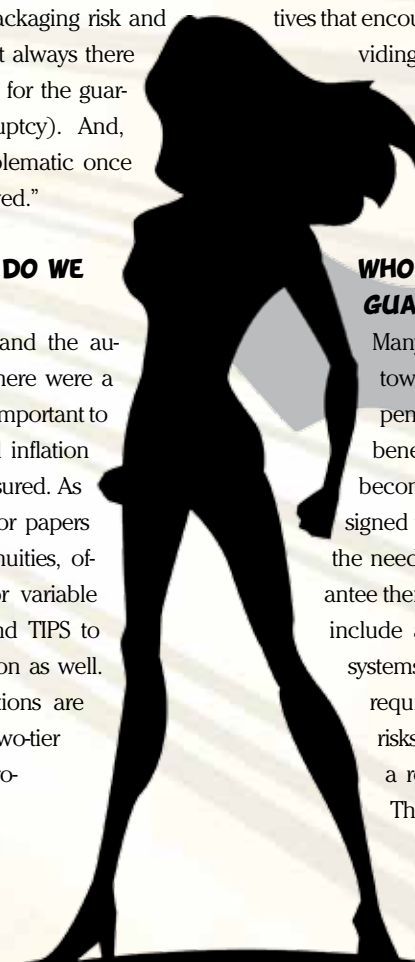 ackaging risk and
t always there
for the guar-
uptcy). And,
lematic once
ed."
DO WE
and the au-
here were a
mportant to
l inflation
sured. As
or papers
nuities, of-
or variable
nd TIPS to
on as well.
tions are
wo-tier
ro-
tives that encou
viding
WHO
GUA
Man
tow
pen
bene
becom
signed
the need
antee the
include a
systems
requi
risks
a r
Th